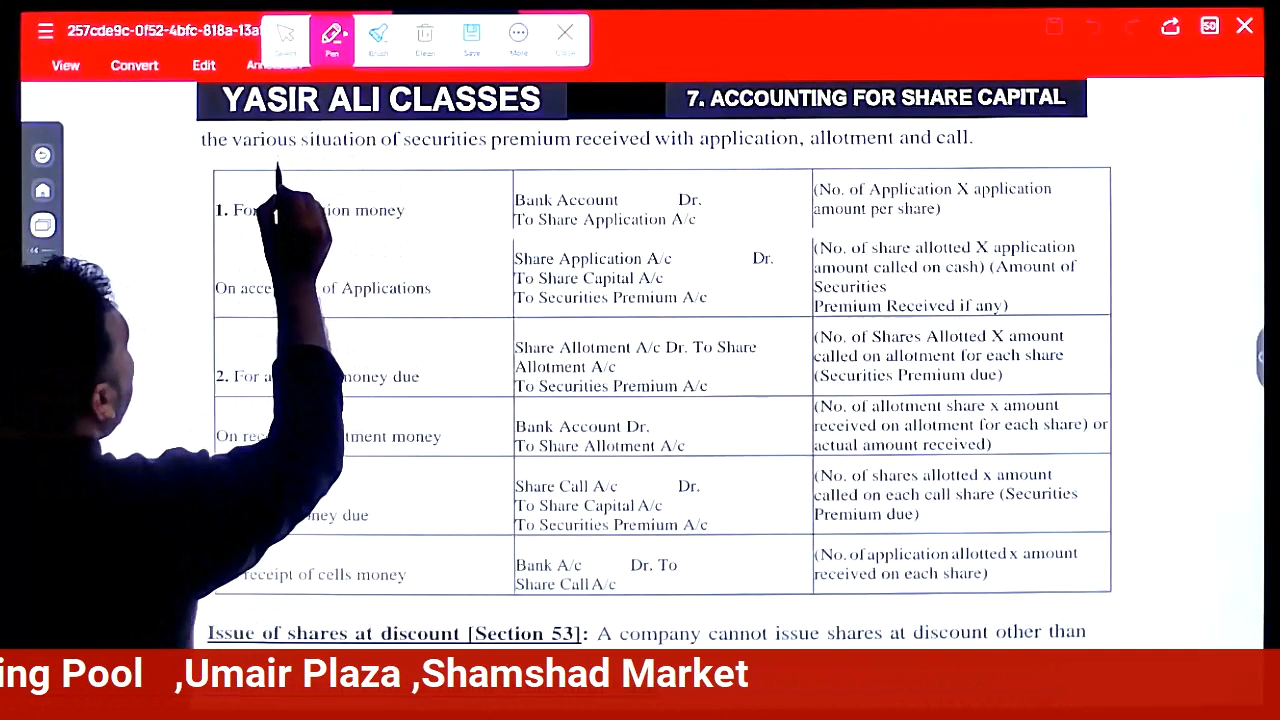 257cde9c-0f52-4bfc-818a-13a
Pen
Brush
Clean
Save
More
Close
50
View Convert Edit
YASIR ALI CLASSES
7. ACCOUNTING FOR SHARE CAPITAL
the various situation of securities premium received with application, allotment and call.
1. For ion money
Bank Account Dr.
To Share Application A/c
(No. of Application X application
amount per share)
On acce of Applications
Share Application A/c Dr.
To Share Capital A/c
To Securities Premium A/c
(No. of share allotted X application
amount called on cash) (Amount of
Securities
Premium Received if any)
2. For a money due
Share Allotment A/c Dr. To Share
Allotment A/c
To Securities Premium A/c
(No. of Shares Allotted X amount
called on allotment for each share
(Securities Premium due)
On rec tment money
Bank Account Dr.
To Share Allotment A/c
(No. of allotment share x amount
received on allotment for each share) or
actual amount received)
ney due
Share Call A/c Dr.
To Share Capital A/c
To Securities Premium A/c
(No. of shares allotted x amount
called on each call share (Securities
Premium due)
receipt of cells money
Bank A/c Dr. To
Share Call A/c
(No. of application allotted x amount
received on each share)
Issue of shares at discount [Section 53]: A company cannot issue shares at discount other than
ing Pool ,Umair Plaza ,Shamshad Market